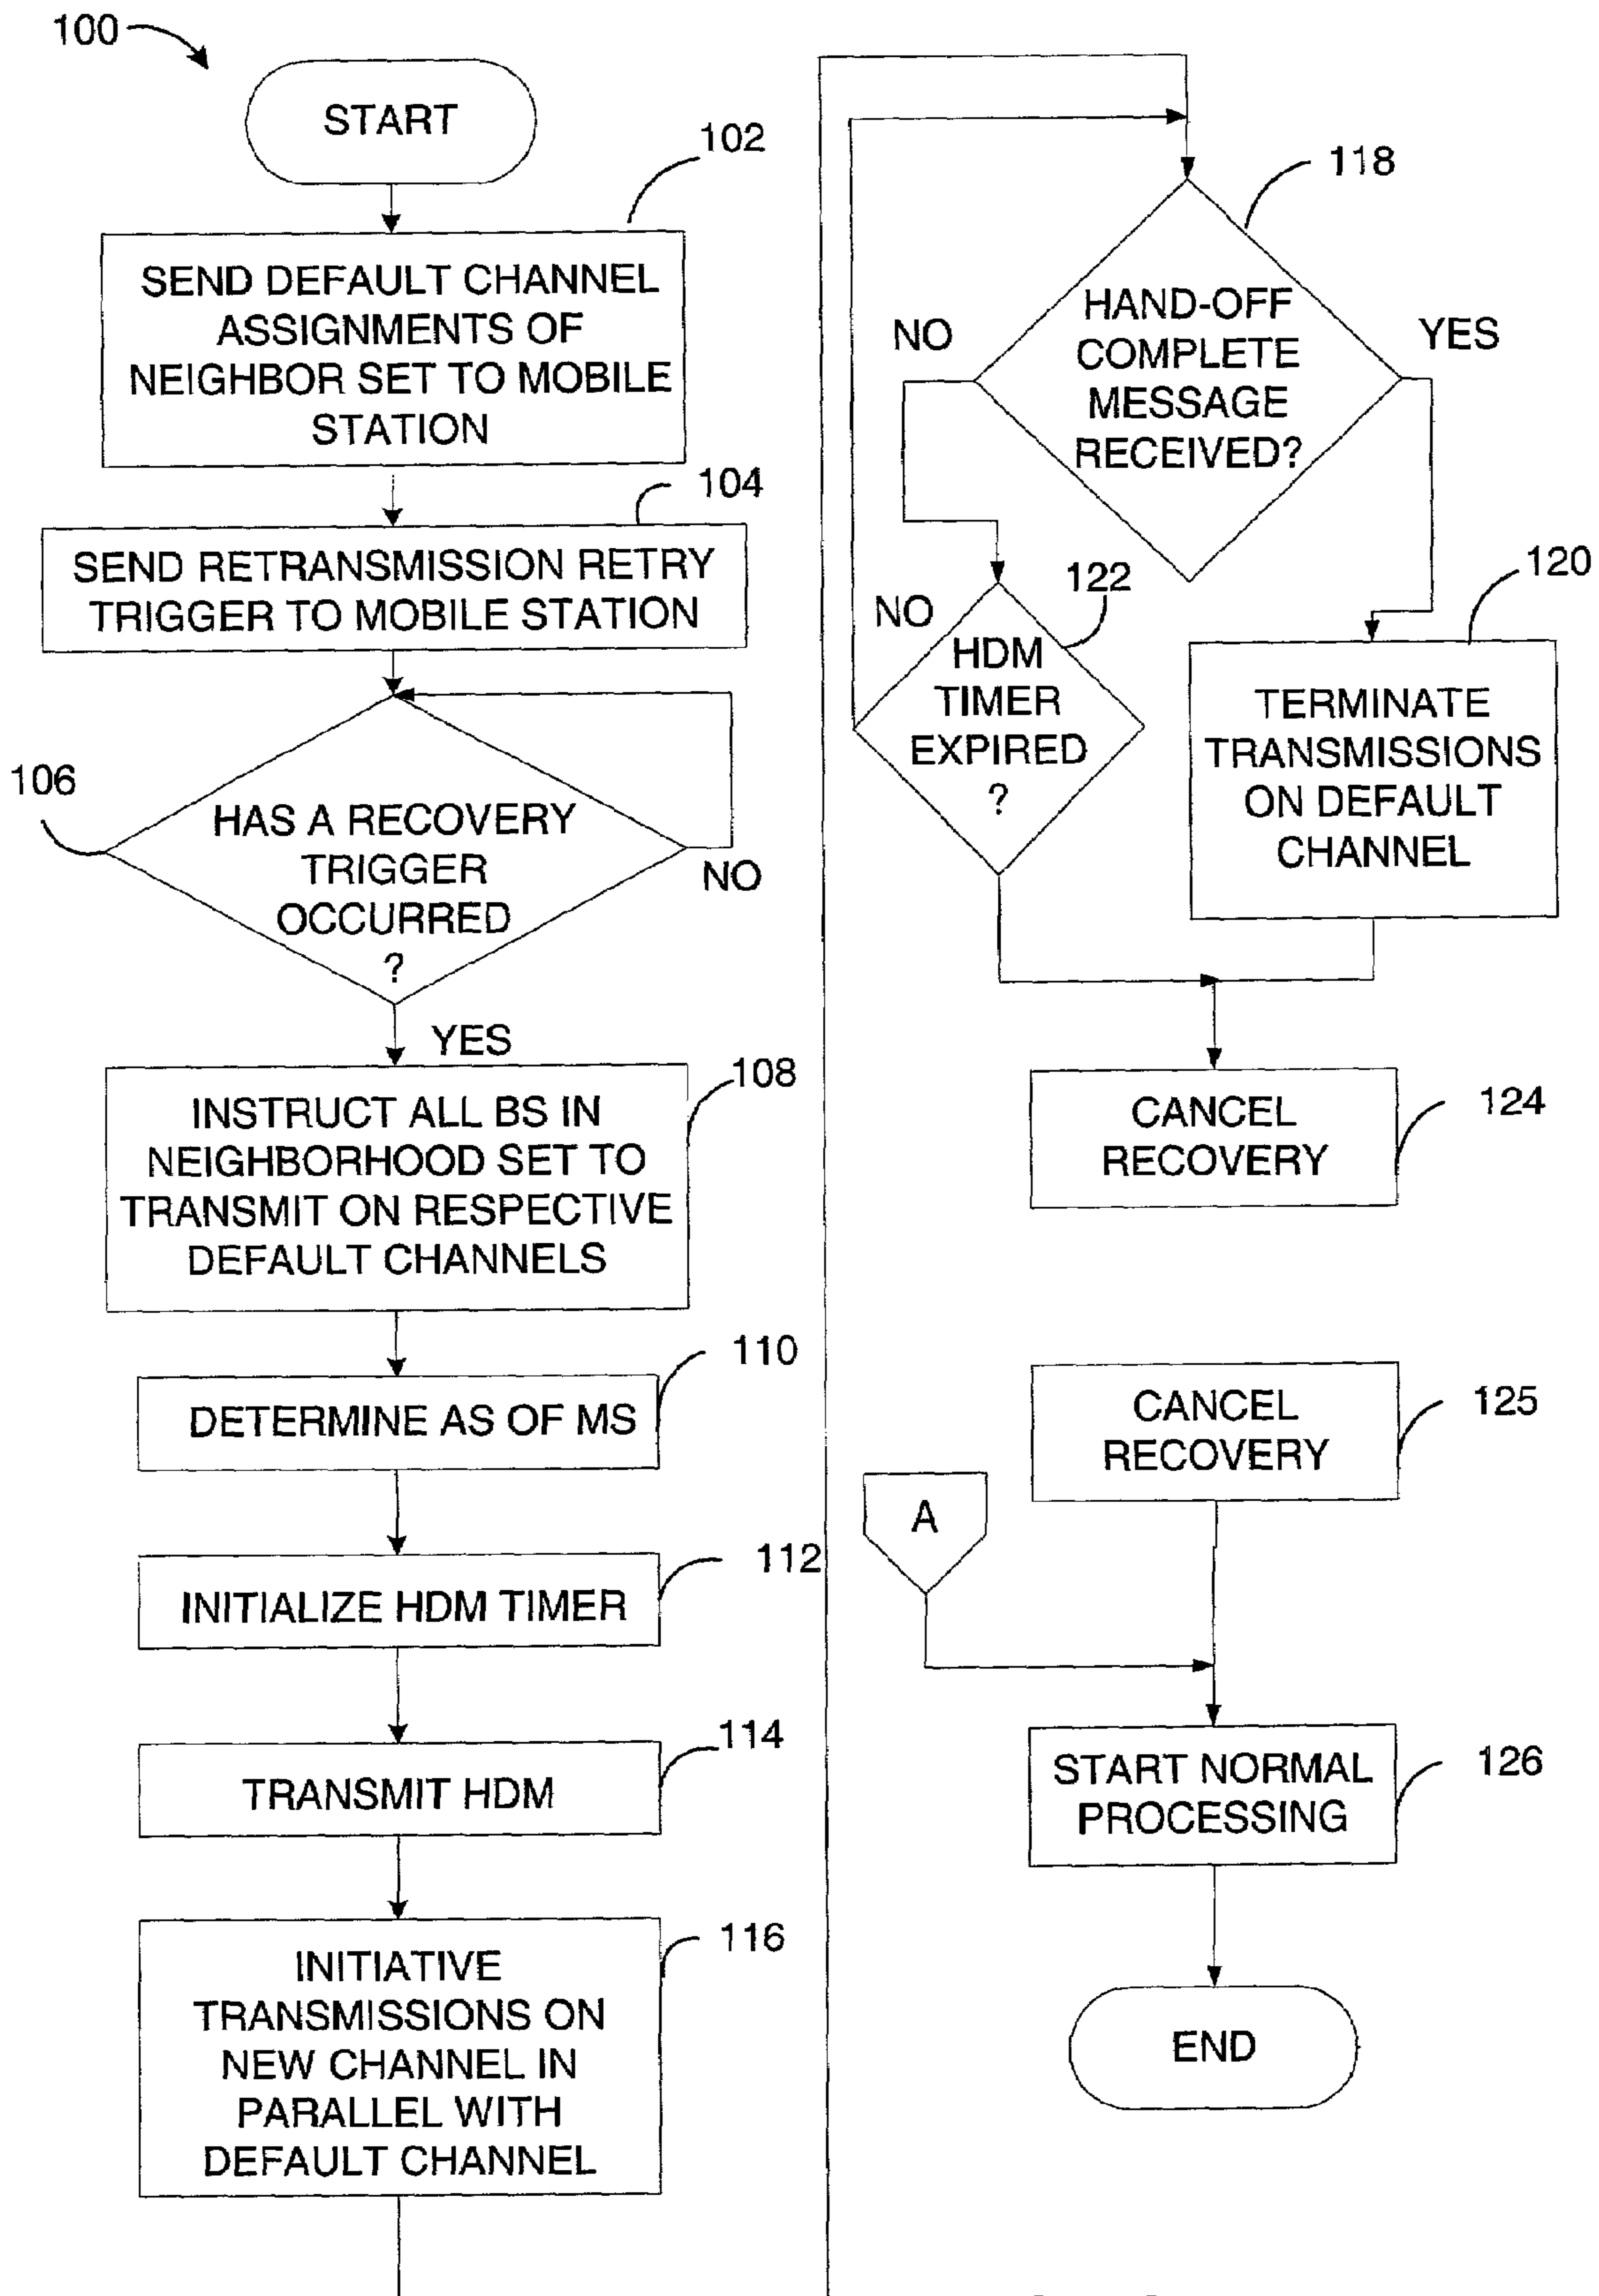 100
START
102
SEND DEFAULT CHANNEL
ASSIGNMENTS OF
NEIGHBOR SET TO MOBILE
STATION
104
SEND RETRANSMISSION RETRY
TRIGGER TO MOBILE STATION
106
HAS A RECOVERY
TRIGGER
OCCURRED
?
NO
YES
108
INSTRUCT ALL BS IN
NEIGHBORHOOD SET TO
TRANSMIT ON RESPECTIVE
DEFAULT CHANNELS
110
DETERMINE AS OF MS
112
INITIALIZE HDM TIMER
114
TRANSMIT HDM
116
INITIATIVE
TRANSMISSIONS ON
NEW CHANNEL IN
PARALLEL WITH
DEFAULT CHANNEL
118
HAND-OFF
COMPLETE
MESSAGE
RECEIVED?
NO
YES
122
NO
HDM
TIMER
EXPIRED
?
120
TERMINATE
TRANSMISSIONS
ON DEFAULT
CHANNEL
124
CANCEL
RECOVERY
125
CANCEL
RECOVERY
A
126
START NORMAL
PROCESSING
END